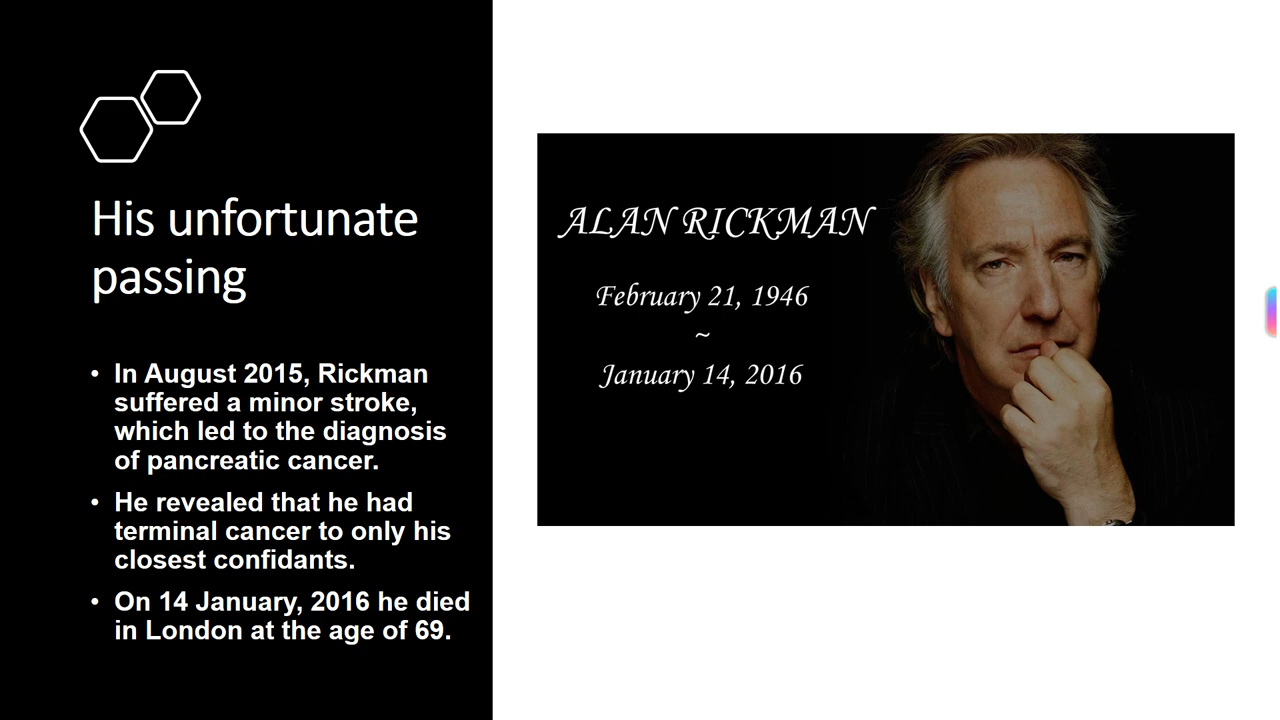 His unfortunate
passing
• In August 2015, Rickman
suffered a minor stroke,
which led to the diagnosis
of pancreatic cancer.
• He revealed that he had
terminal cancer to only his
closest confidants.
• On 14 January, 2016 he died
in London at the age of 69.
ALAN RICKMAN
February 21, 1946
~
January 14, 2016